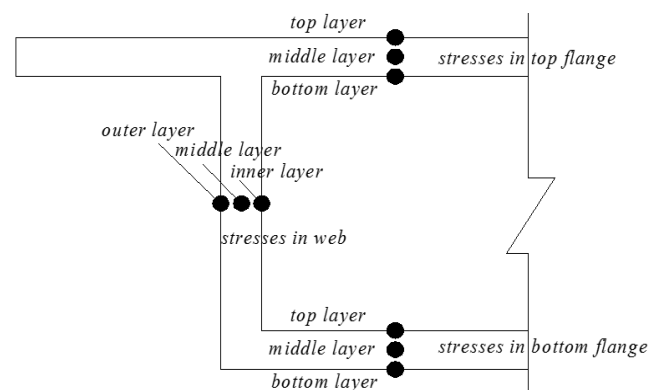 top layer
middle layer
stresses in top flange
bottom layer
outer layer
middle layer
inner layer
stresses in web
top layer
middle layer
stresses in bottom flange
bottom layer